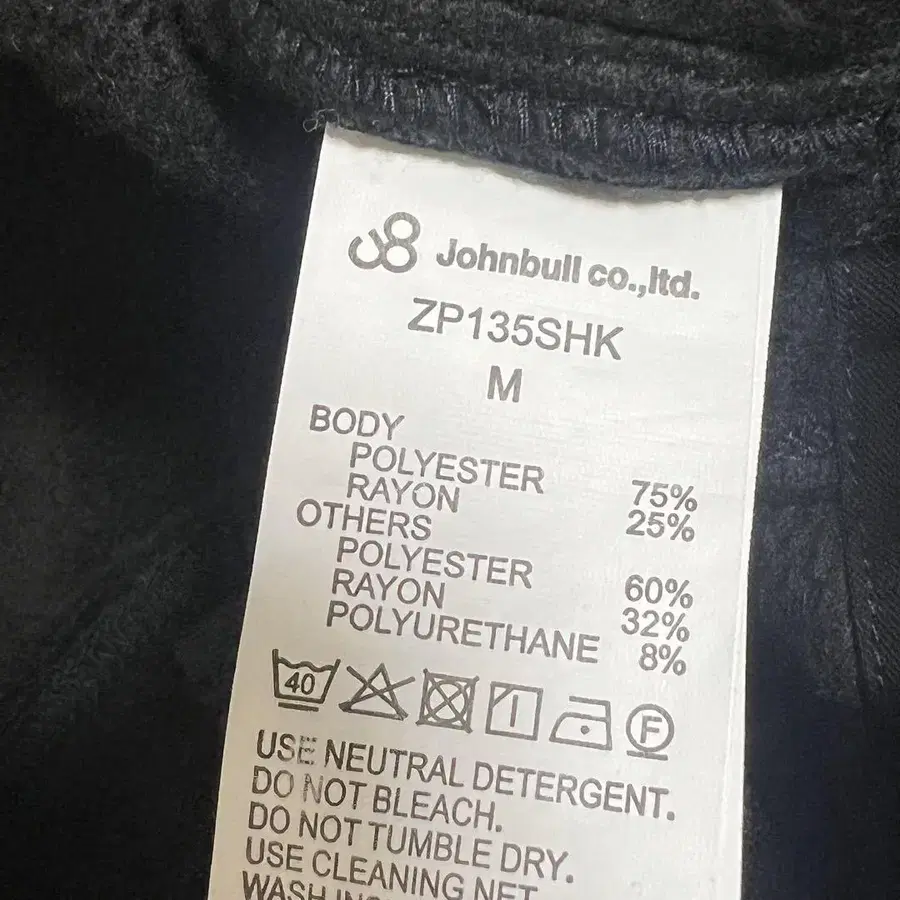 Johnbull co.,ltd.
ZP135SHK
M
BODY
POLYESTER 75%
RAYON 25%
OTHERS
POLYESTER 60%
RAYON 32%
POLYURETHANE 8%
40 F
USE NEUTRAL DETERGENT.
DO NOT BLEACH.
DO NOT TUMBLE DRY.
USE CLEANING NET
WASH